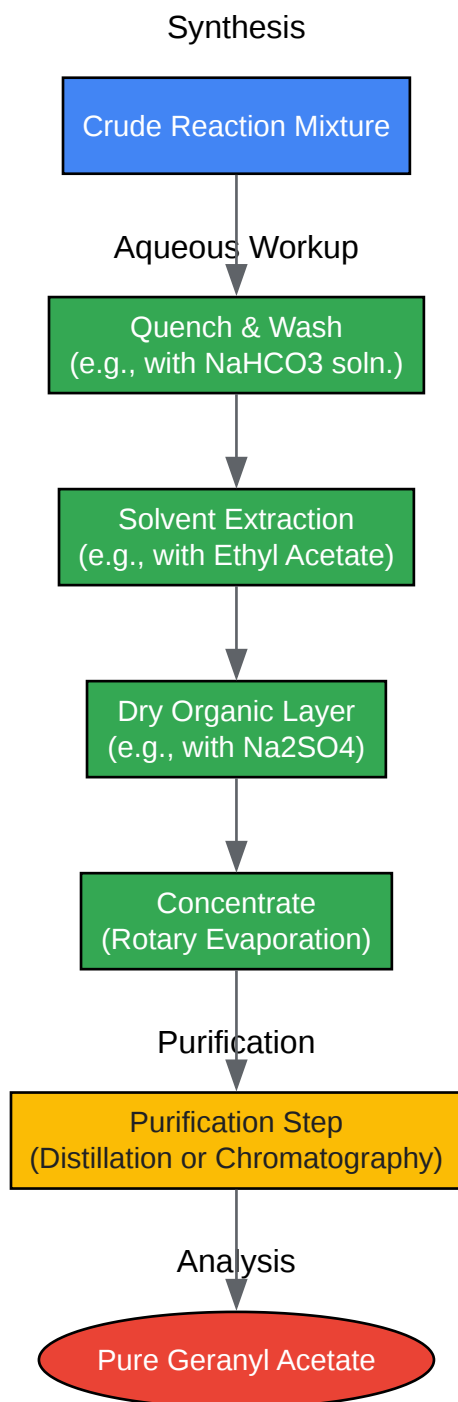 Synthesis
Crude Reaction Mixture
Aqueous Workup
Quench & Wash
(e.g., with NaHCO3 soln.)
Solvent Extraction
(e.g., with Ethyl Acetate)
Dry Organic Layer
(e.g., with Na2SO4)
Concentrate
(Rotary Evaporation)
Purification
Purification Step
(Distillation or Chromatography)
Analysis
Pure Geranyl Acetate